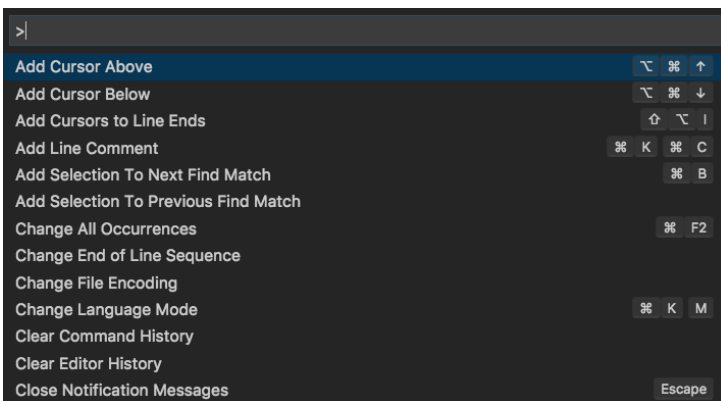 >
Add Cursor Above ⌥ ⌘ ↑
Add Cursor Below ⌥ ⌘ ↓
Add Cursors to Line Ends ⇧ ⌥ I
Add Line Comment ⌘ K ⌘ C
Add Selection To Next Find Match ⌘ B
Add Selection To Previous Find Match
Change All Occurrences ⌘ F2
Change End of Line Sequence
Change File Encoding
Change Language Mode ⌘ K M
Clear Command History
Clear Editor History
Close Notification Messages Escape